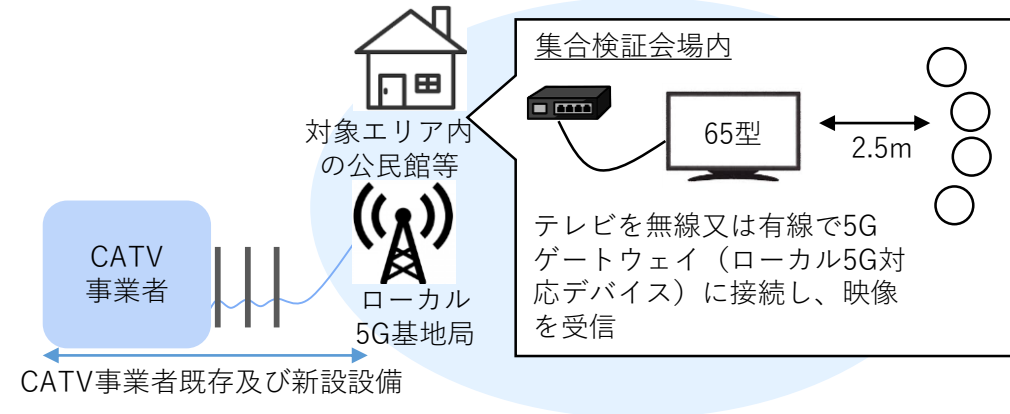 集合検証会場内
65型
2.5m
テレビを無線又は有線で5G
ゲートウェイ（ローカル5G対
応デバイス）に接続し、映像
を受信
対象エリア内
の公民館等
CATV
事業者
ローカル
5G基地局
CATV事業者既存及び新設設備